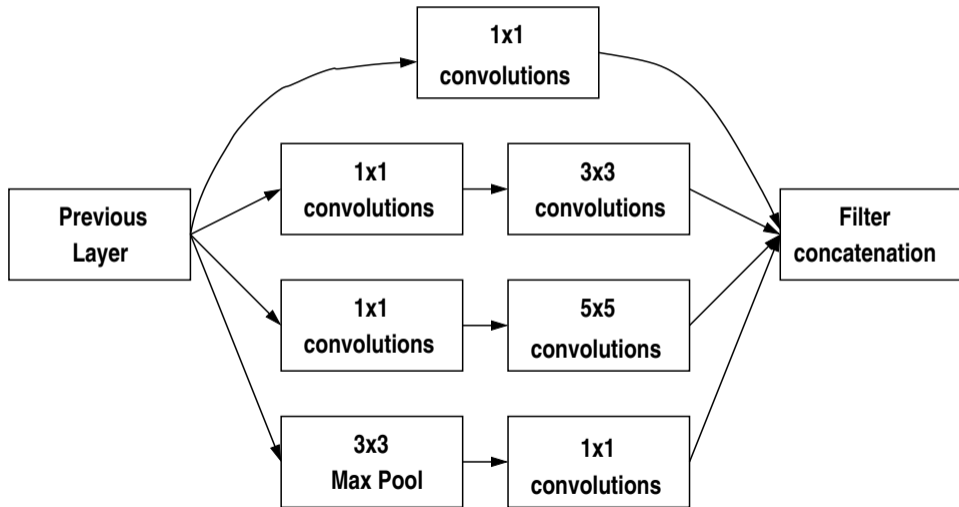 1x1
convolutions
1x1
convolutions
3x3
convolutions
Previous
Layer
Filter
concatenation
1x1
convolutions
5x5
convolutions
3x3
Max Pool
1x1
convolutions